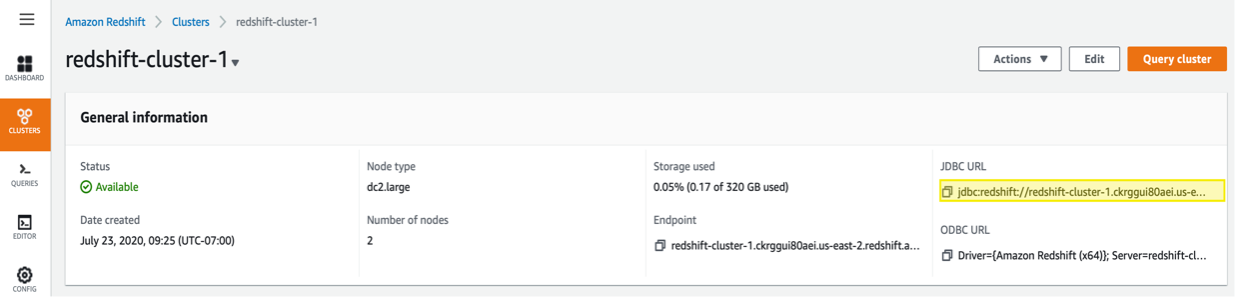 Amazon Redshift > Clusters > redshift-cluster-1
redshift-cluster-1
Actions
Edit
Query cluster
DASHBOARD
CLUSTERS
QUERIES
EDITOR
CONFIG
General information
Status
Available
Date created
July 23, 2020, 09:25 (UTC-07:00)
Node type
dc2.large
Number of nodes
2
Storage used
0.05% (0.17 of 320 GB used)
Endpoint
redshift-cluster-1.ckrggui80aei.us-east-2.redshift.a...
JDBC URL
jdbc:redshift://redshift-cluster-1.ckrggui80aei.us-e...
ODBC URL
Driver={Amazon Redshift (x64)}; Server=redshift-cl...